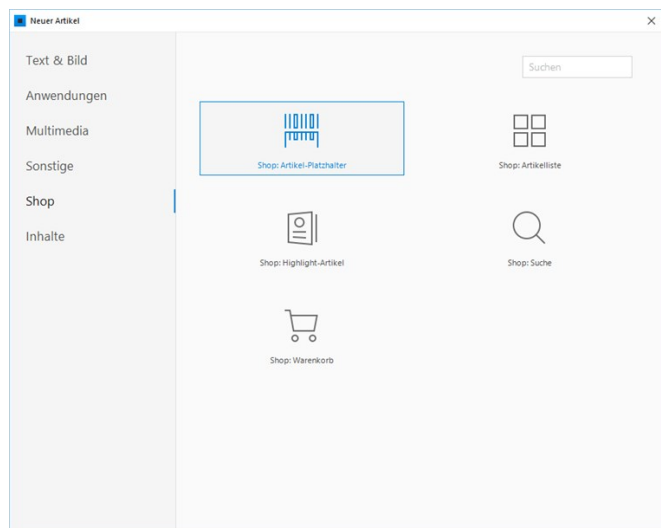 Neuer Artikel
Text & Bild
Anwendungen
Multimedia
Sonstige
Shop
Inhalte
Suchen
Shop: Artikel-Platzhalter
Shop: Artikelliste
Shop: Highlight-Artikel
Shop: Suche
Shop: Warenkorb